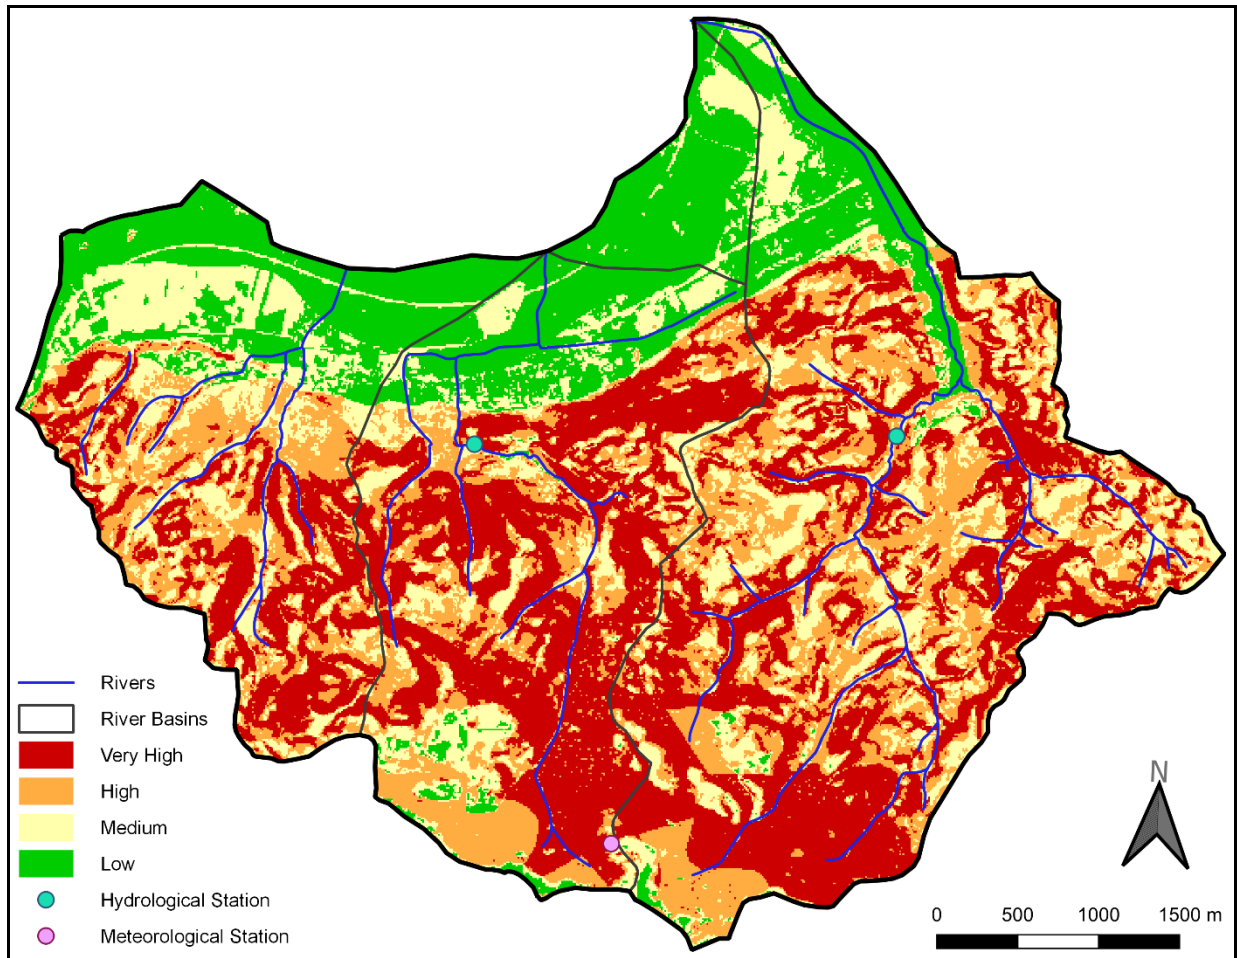 Rivers
River Basins
Very High
High
Medium
Low
Hydrological Station
Meteorological Station
N
0 500 1000 1500 m